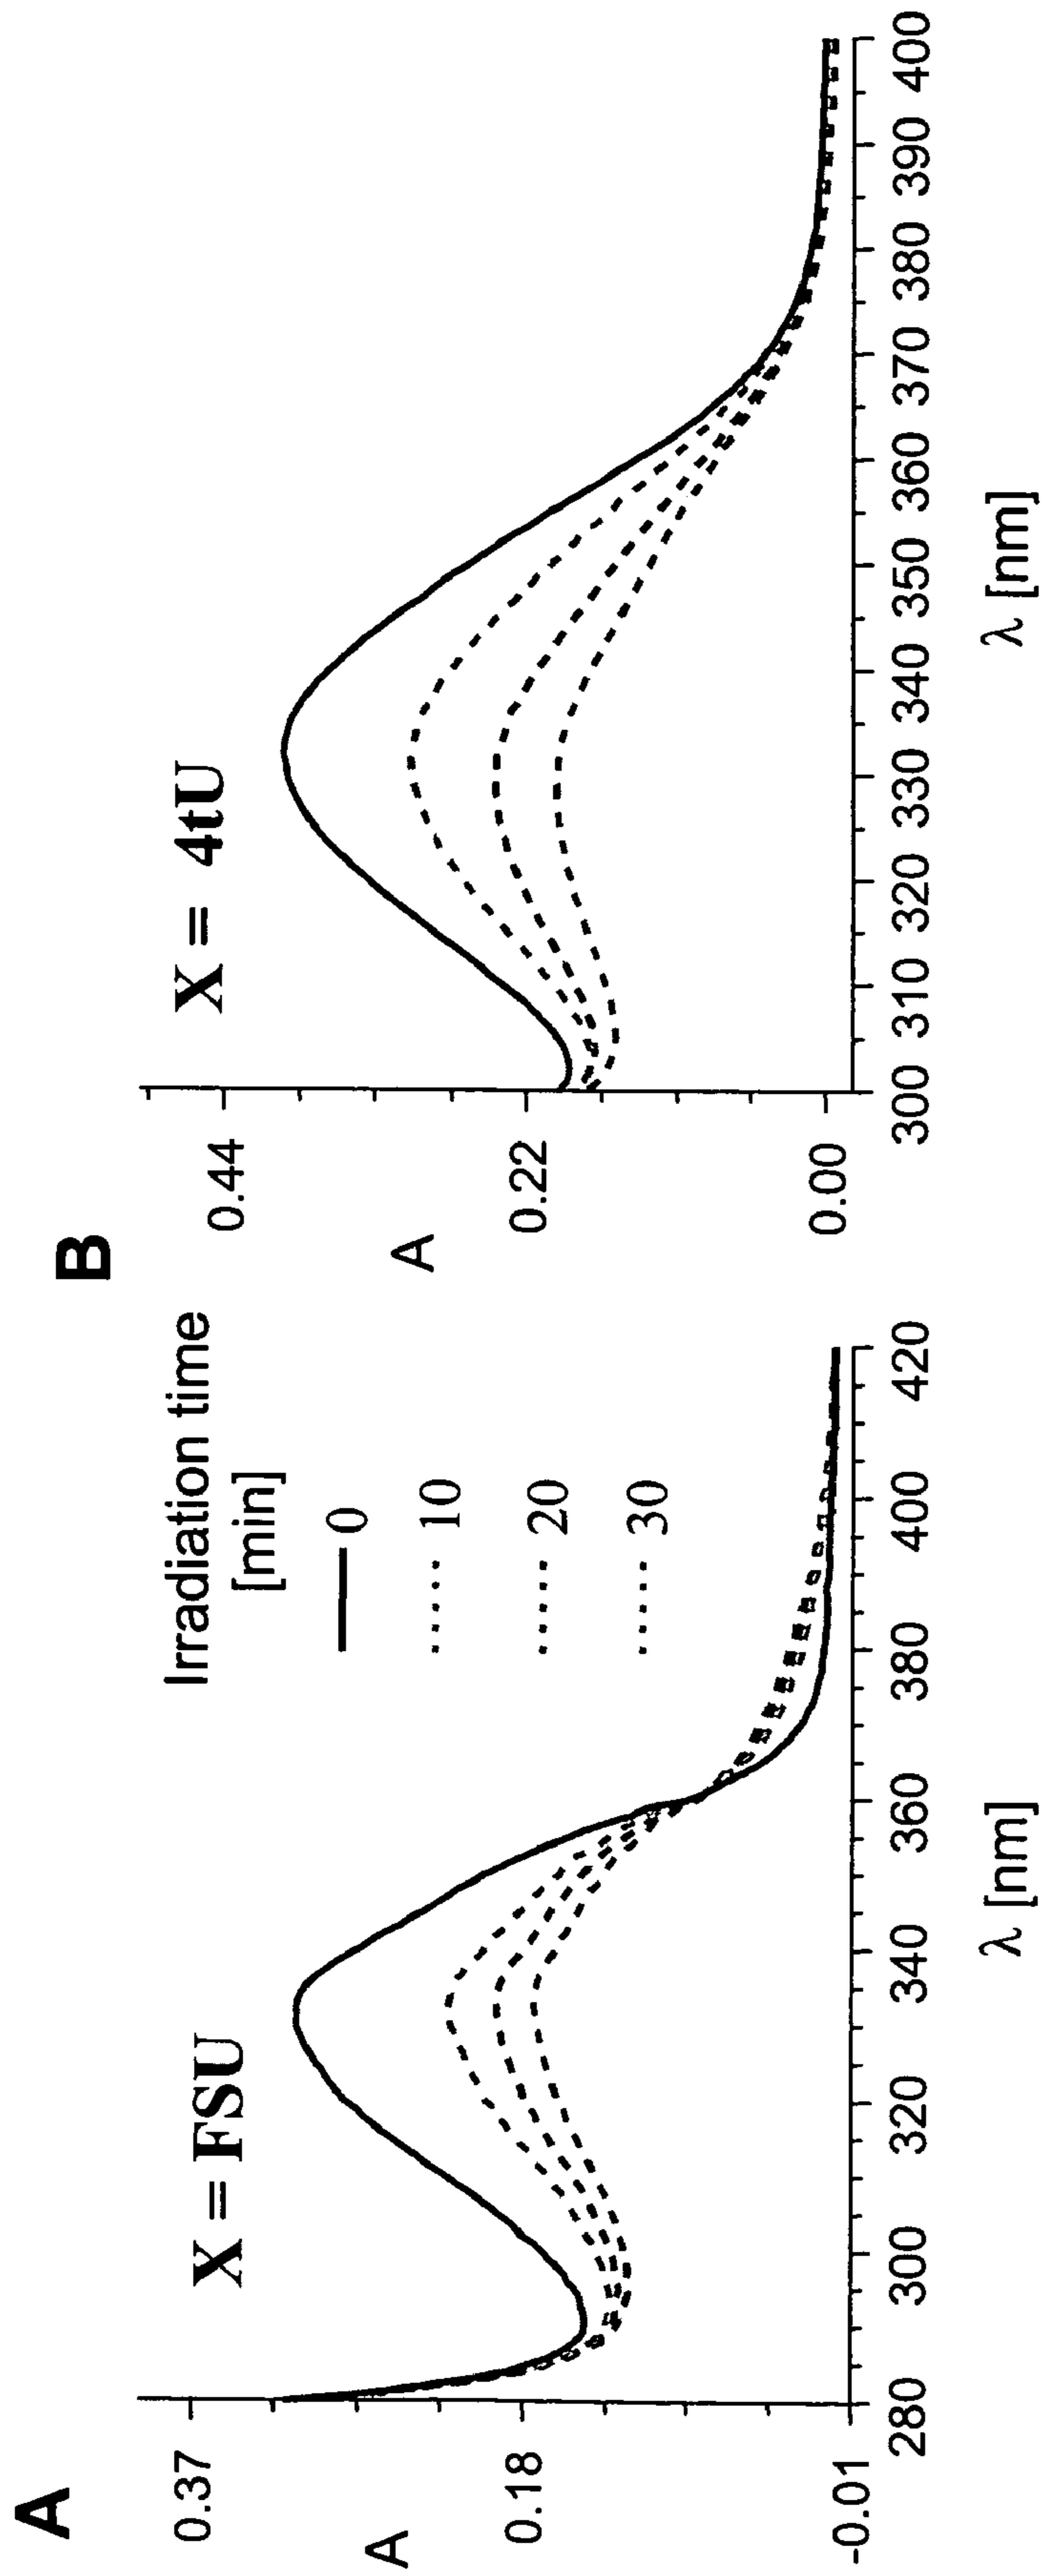 A
X = FSU
Irradiation time
[min]
0
10
20
30
0.37
A
0.18
-0.01
280 300 320 340 360 380 400 420
λ [nm]
B
X = 4tU
0.44
A
0.22
0.00
300 310 320 330 340 350 360 370 380 390 400
λ [nm]